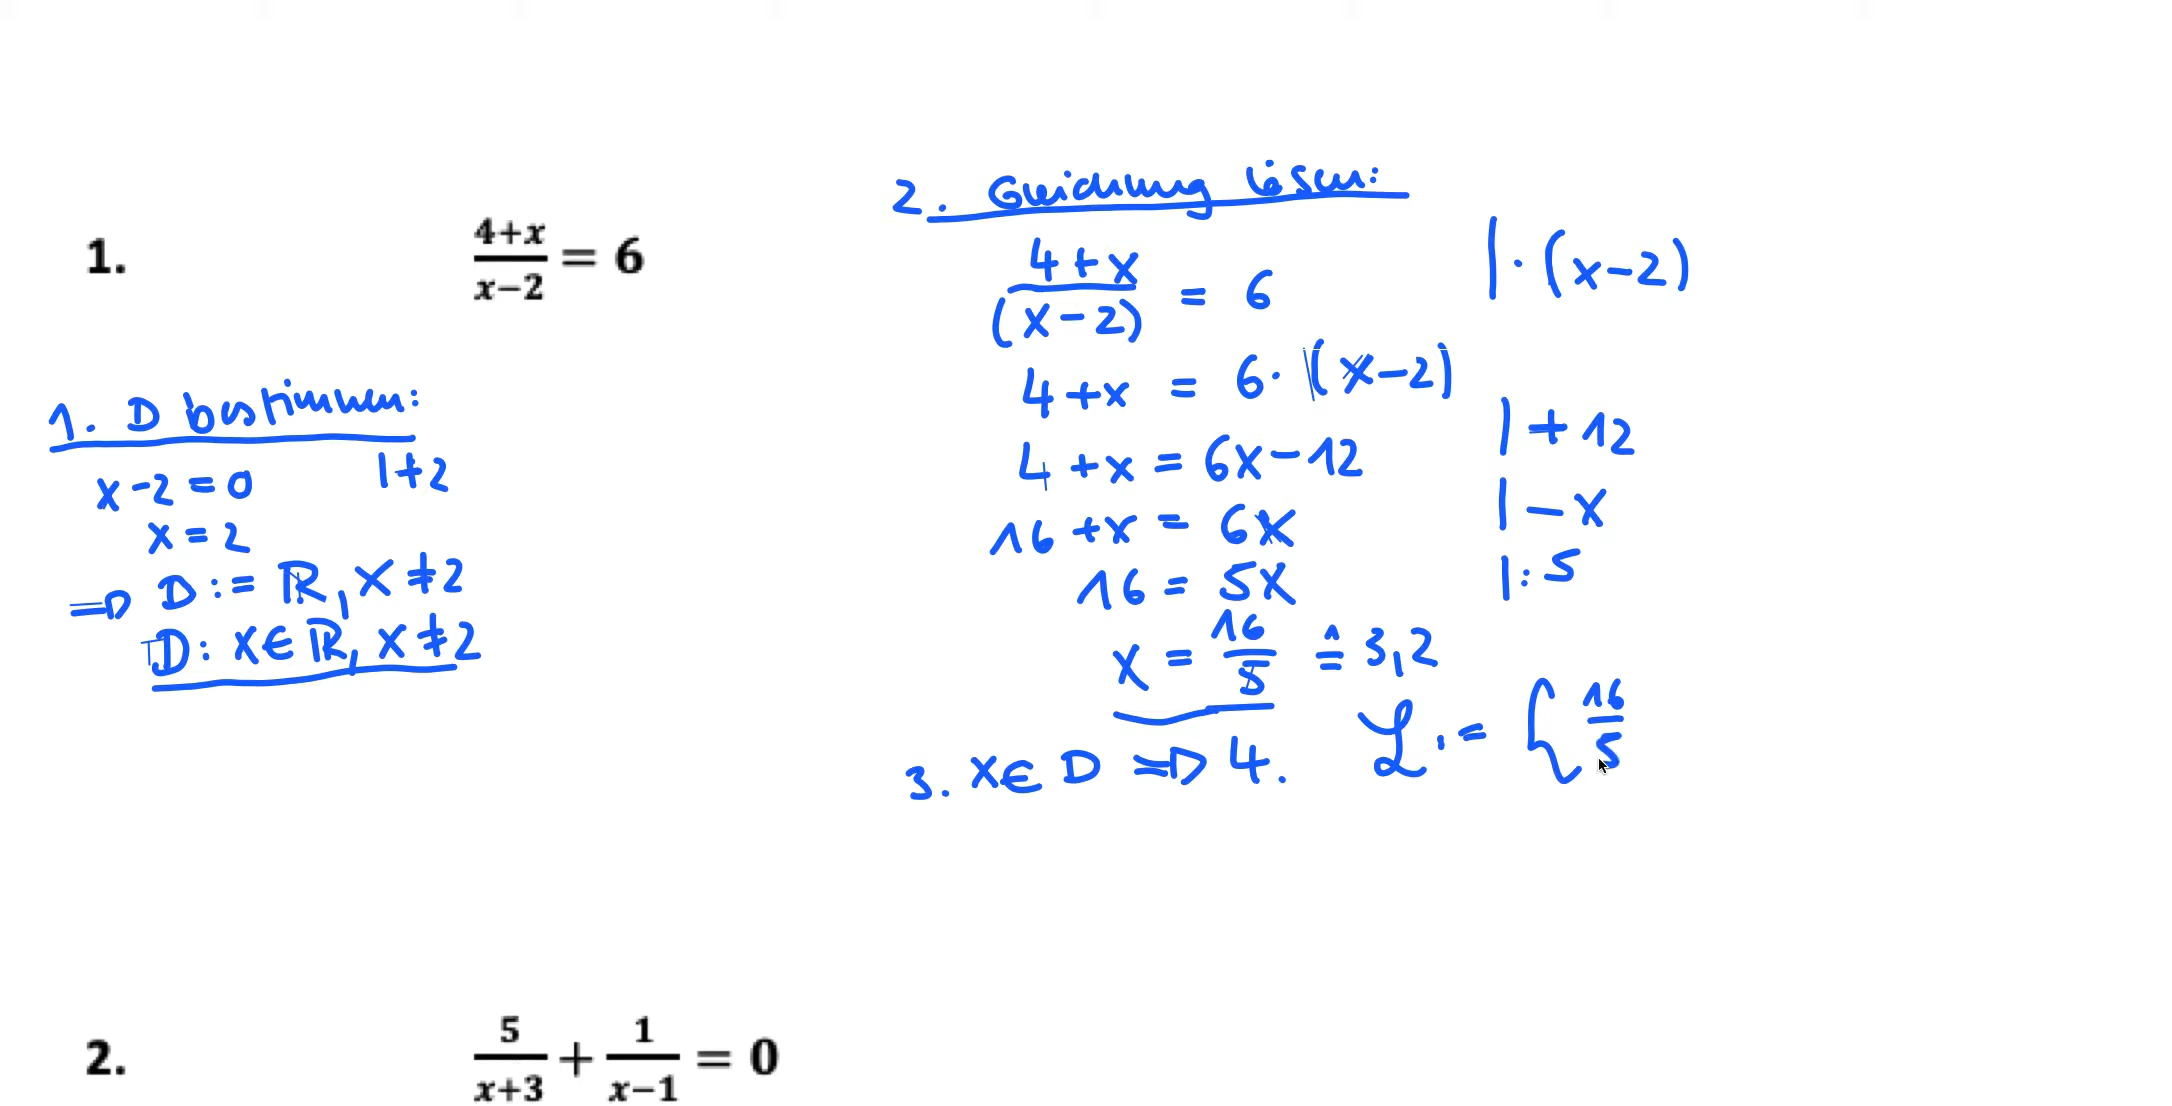 1. (4+x)/(x−2) = 6
1. D bestimmen:
x-2=0 |+2
x=2
⇒ D:= ℝ, x≠2
D: x∈ℝ, x≠2
2. Gleichung lösen:
(4+x)/(x-2) = 6 |·(x-2)
4+x = 6·(x-2)
4+x = 6x-12 |+12
16+x = 6x |-x
16 = 5x |:5
x = 16/5 ≙ 3,2
3. x∈D ⇒ 4. 𝓛:= {16/5
2. 5/(x+3) + 1/(x−1) = 0